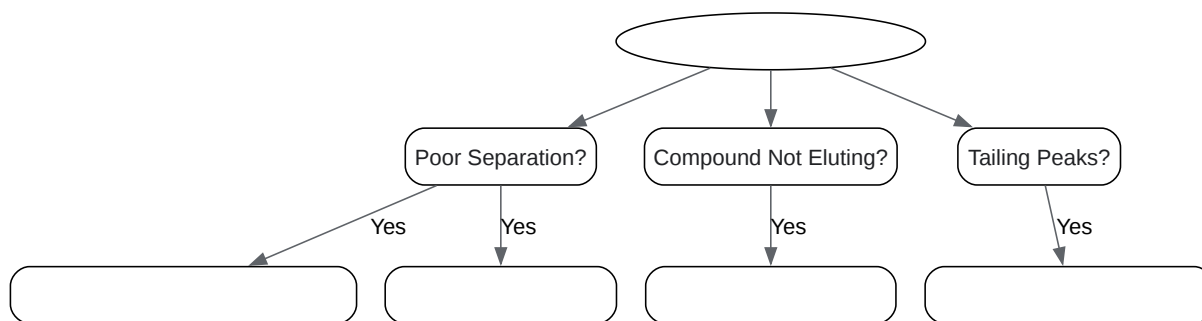 Poor Separation?
Compound Not Eluting?
Tailing Peaks?
Yes
Yes
Yes
Yes